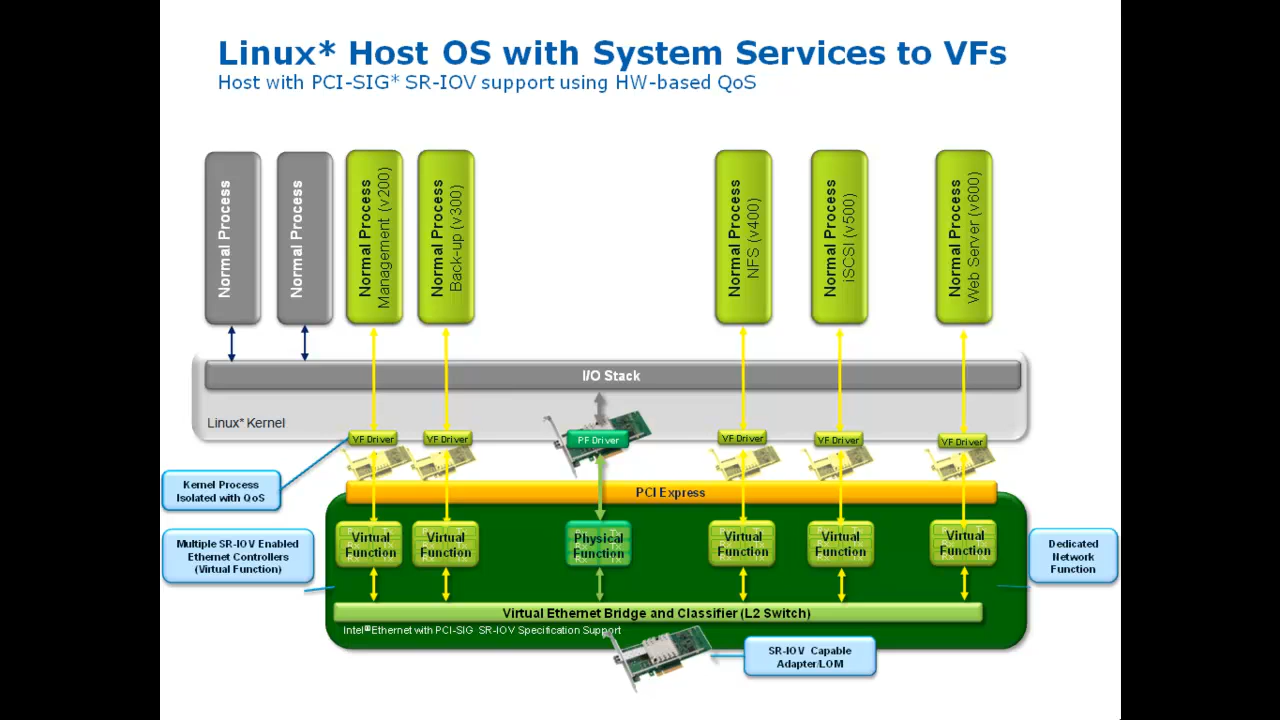 Linux* Host OS with System Services to VFs
Host with PCI-SIG* SR-IOV support using HW-based QoS
Normal Process
Normal Process
Normal Process
Management (v200)
Normal Process
Back-up (v300)
Normal Process
NFS (v400)
Normal Process
iSCSI (v500)
Normal Process
Web Server (v600)
I/O Stack
Linux* Kernel
VF Driver
VF Driver
PF Driver
VF Driver
VF Driver
VF Driver
Kernel Process
Isolated with QoS
PCI Express
Multiple SR-IOV Enabled
Ethernet Controllers
(Virtual Function)
Virtual
Function
Virtual
Function
Physical
Function
Virtual
Function
Virtual
Function
Virtual
Function
Dedicated
Network
Function
Virtual Ethernet Bridge and Classifier (L2 Switch)
Intel® Ethernet with PCI-SIG SR-IOV Specification Support
SR-IOV Capable
Adapter/LOM